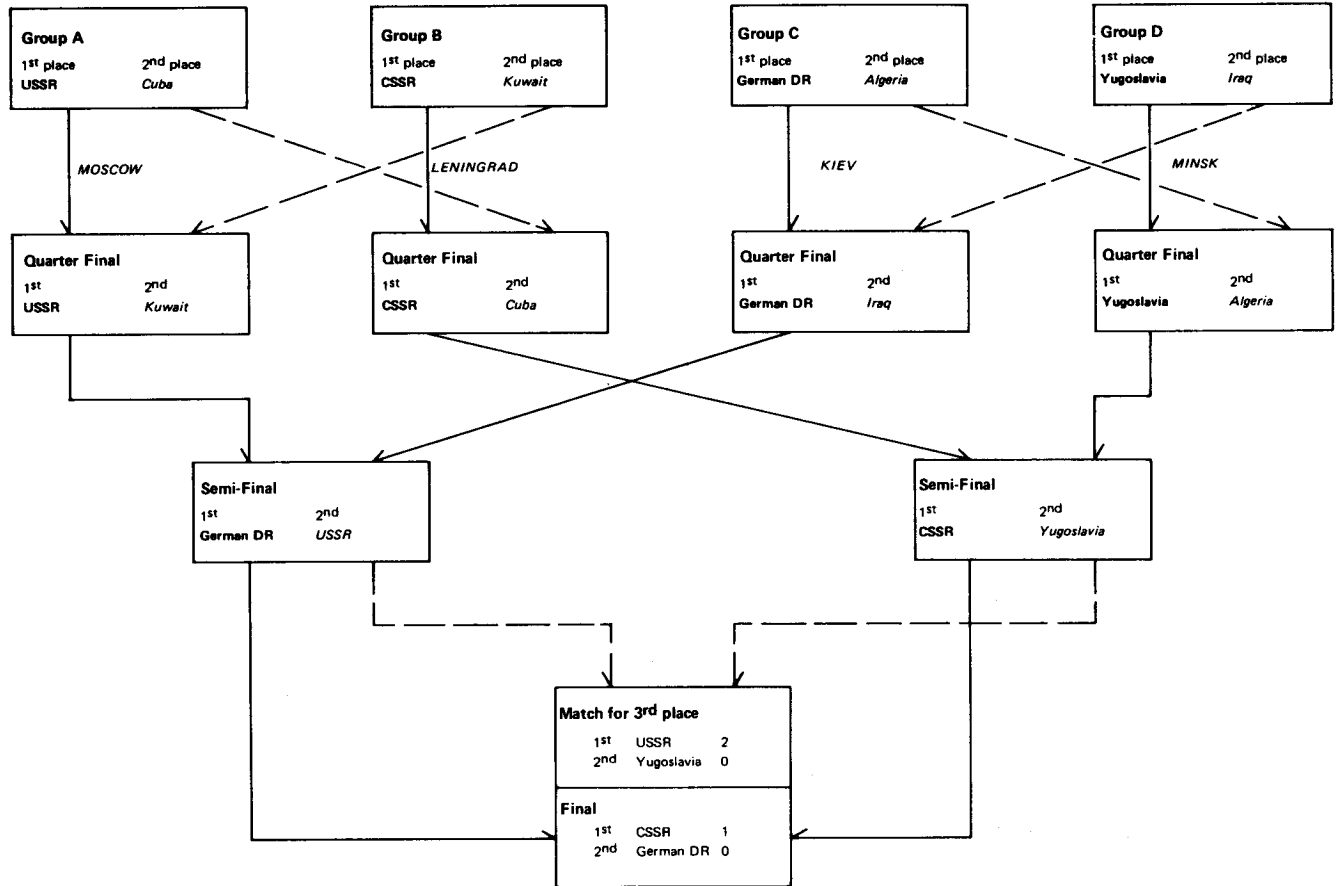 Group A
1st place 2nd place
USSR Cuba
Group B
1st place 2nd place
CSSR Kuwait
Group C
1st place 2nd place
German DR Algeria
Group D
1st place 2nd place
Yugoslavia Iraq
MOSCOW
LENINGRAD
KIEV
MINSK
Quarter Final
1st 2nd
USSR Kuwait
Quarter Final
1st 2nd
CSSR Cuba
Quarter Final
1st 2nd
German DR Iraq
Quarter Final
1st 2nd
Yugoslavia Algeria
Semi-Final
1st 2nd
German DR USSR
Semi-Final
1st 2nd
CSSR Yugoslavia
Match for 3rd place
1st USSR 2
2nd Yugoslavia 0
Final
1st CSSR 1
2nd German DR 0